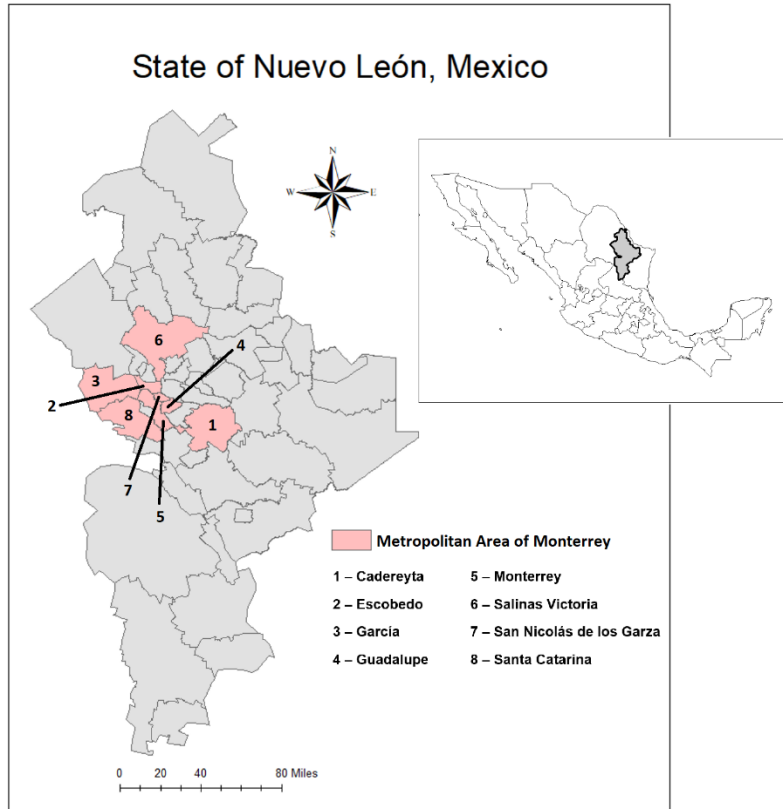 State of Nuevo León, Mexico
N
W
E
S
6
4
3
2
8
1
7
5
Metropolitan Area of Monterrey
1 – Cadereyta
5 – Monterrey
2 – Escobedo
6 – Salinas Victoria
3 – García
7 – San Nicolás de los Garza
4 – Guadalupe
8 – Santa Catarina
0 20 40 80 Miles